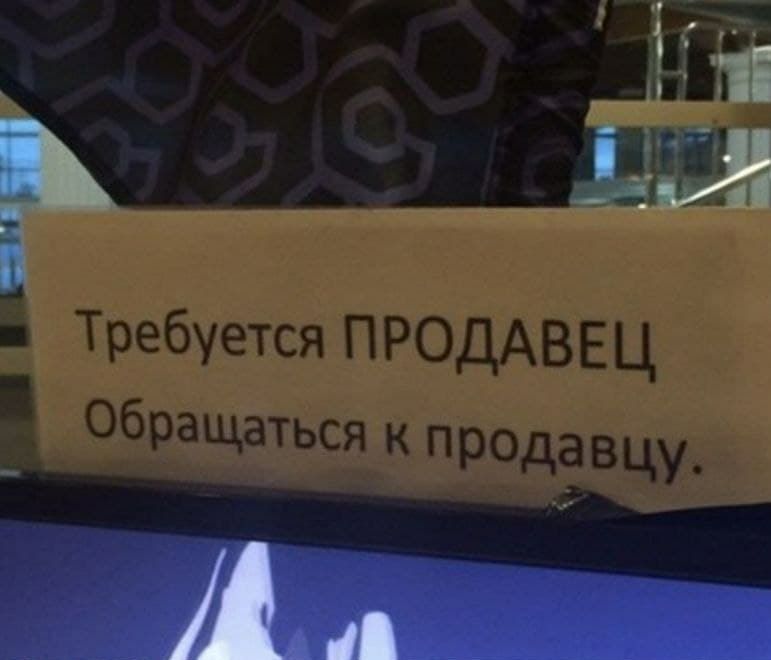 Требуется ПРОДАВЕЦ
Обращаться к продавцу.